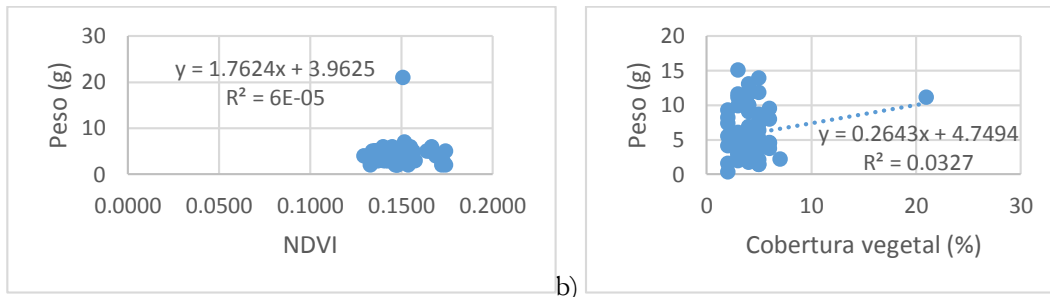 30
20
10
0
Peso (g)
y = 1.7624x + 3.9625
R² = 6E-05
0.0000 0.0500 0.1000 0.1500 0.2000
NDVI
b)
20
15
10
5
0
Peso (g)
y = 0.2643x + 4.7494
R² = 0.0327
0 10 20 30
Cobertura vegetal (%)